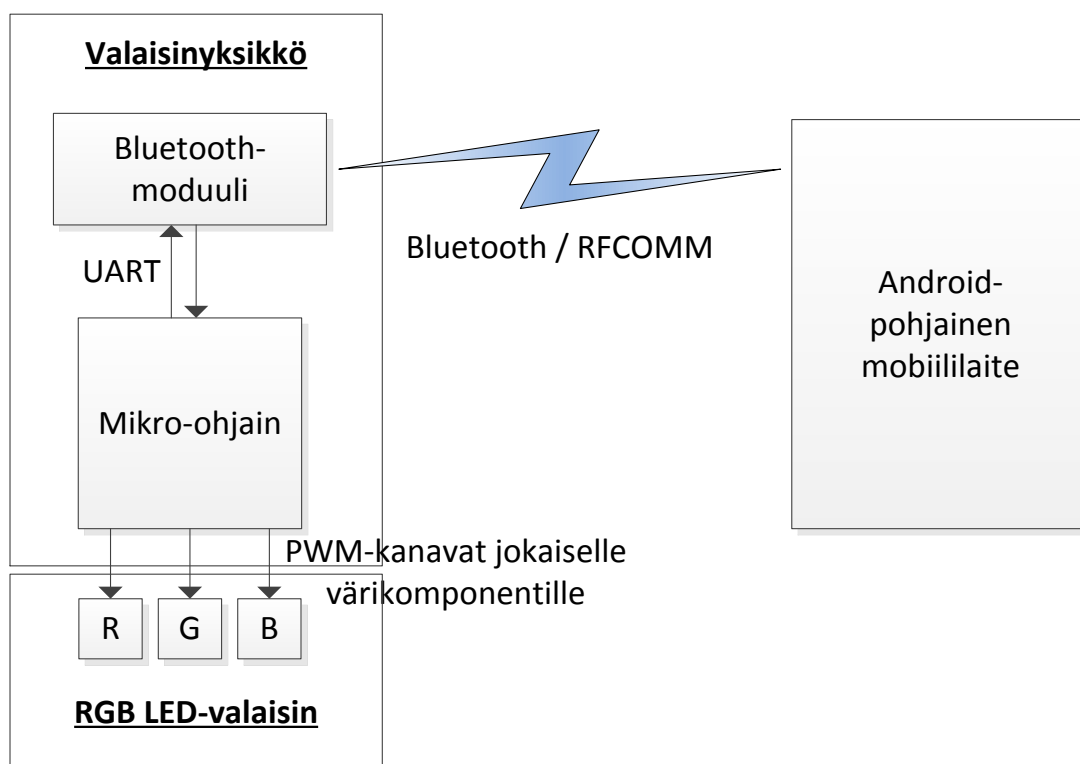 Valaisinyksikkö
Bluetooth-
moduuli
UART
Bluetooth / RFCOMM
Android-
pohjainen
mobiililaite
Mikro-ohjain
PWM-kanavat jokaiselle
värikomponentille
R
G
B
RGB LED-valaisin